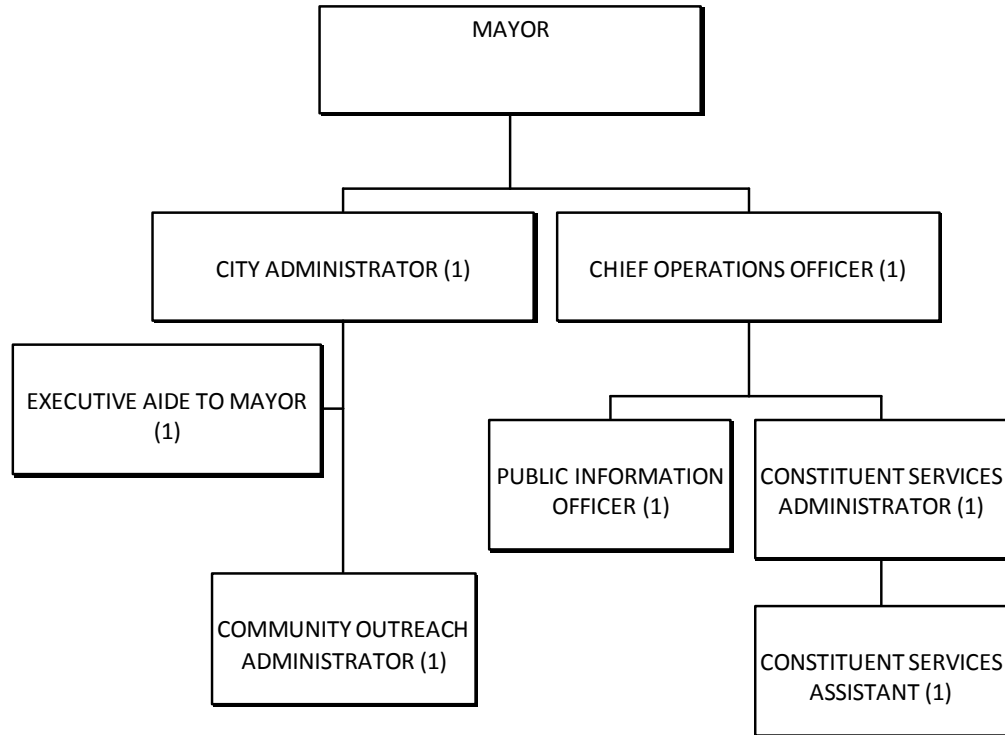 MAYOR
CITY ADMINISTRATOR (1)
CHIEF OPERATIONS OFFICER (1)
EXECUTIVE AIDE TO MAYOR
(1)
PUBLIC INFORMATION
OFFICER (1)
CONSTITUENT SERVICES
ADMINISTRATOR (1)
COMMUNITY OUTREACH
ADMINISTRATOR (1)
CONSTITUENT SERVICES
ASSISTANT (1)